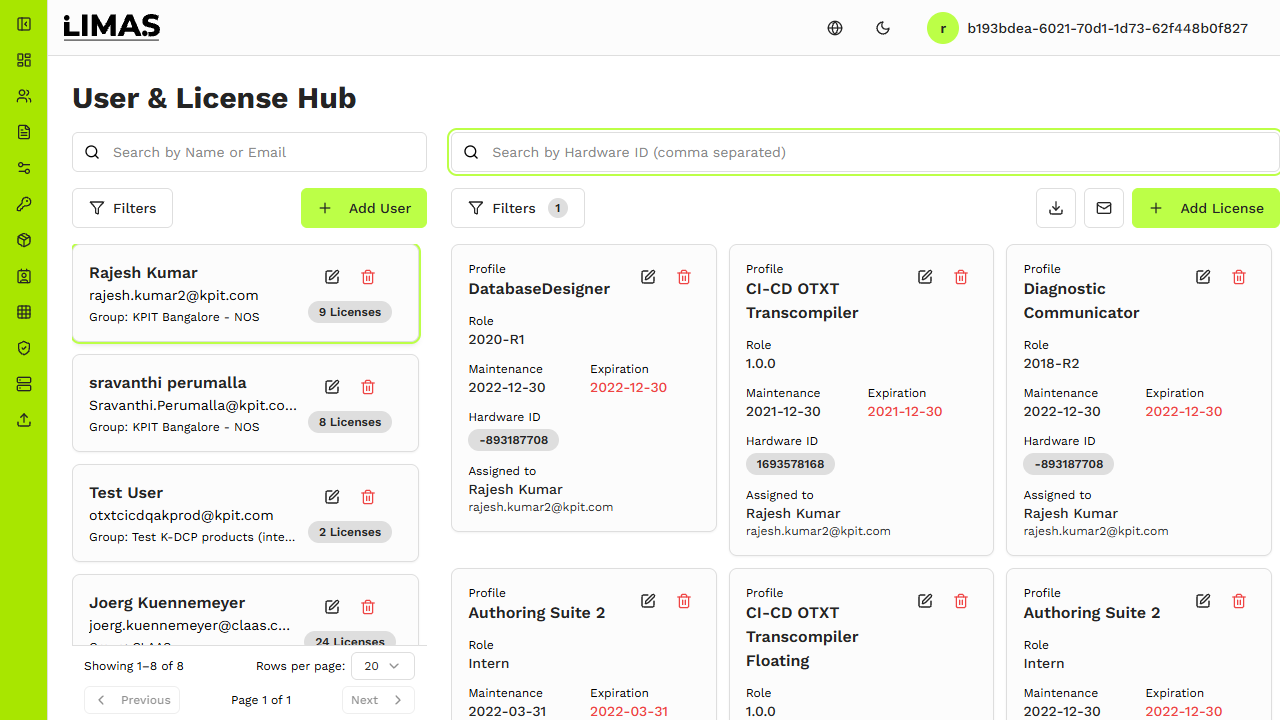 LIMAS
r
b193bdea-6021-70d1-1d73-62f448b0f827
User & License Hub
Search by Name or Email
Search by Hardware ID (comma separated)
Filters
Add User
Filters 1
Add License
Rajesh Kumar
rajesh.kumar2@kpit.com
Group: KPIT Bangalore - NOS
9 Licenses
sravanthi perumalla
Sravanthi.Perumalla@kpit.co...
Group: KPIT Bangalore - NOS
8 Licenses
Test User
otxtcicdqakprod@kpit.com
Group: Test K-DCP products (inte...
2 Licenses
Joerg Kuennemeyer
joerg.kuennemeyer@claas.c...
24 Licenses
Showing 1–8 of 8
Rows per page: 20
Previous
Page 1 of 1
Next
Profile
DatabaseDesigner
Role
2020-R1
Maintenance Expiration
2022-12-30 2022-12-30
Hardware ID
-893187708
Assigned to
Rajesh Kumar
rajesh.kumar2@kpit.com
Profile
CI-CD OTXT
Transcompiler
Role
1.0.0
Maintenance Expiration
2021-12-30 2021-12-30
Hardware ID
1693578168
Assigned to
Rajesh Kumar
rajesh.kumar2@kpit.com
Profile
Diagnostic
Communicator
Role
2018-R2
Maintenance Expiration
2022-12-30 2022-12-30
Hardware ID
-893187708
Assigned to
Rajesh Kumar
rajesh.kumar2@kpit.com
Profile
Authoring Suite 2
Role
Intern
Maintenance Expiration
2022-03-31 2022-03-31
Profile
CI-CD OTXT
Transcompiler
Floating
Role
1.0.0
Profile
Authoring Suite 2
Role
Intern
Maintenance Expiration
2022-12-30 2022-12-30